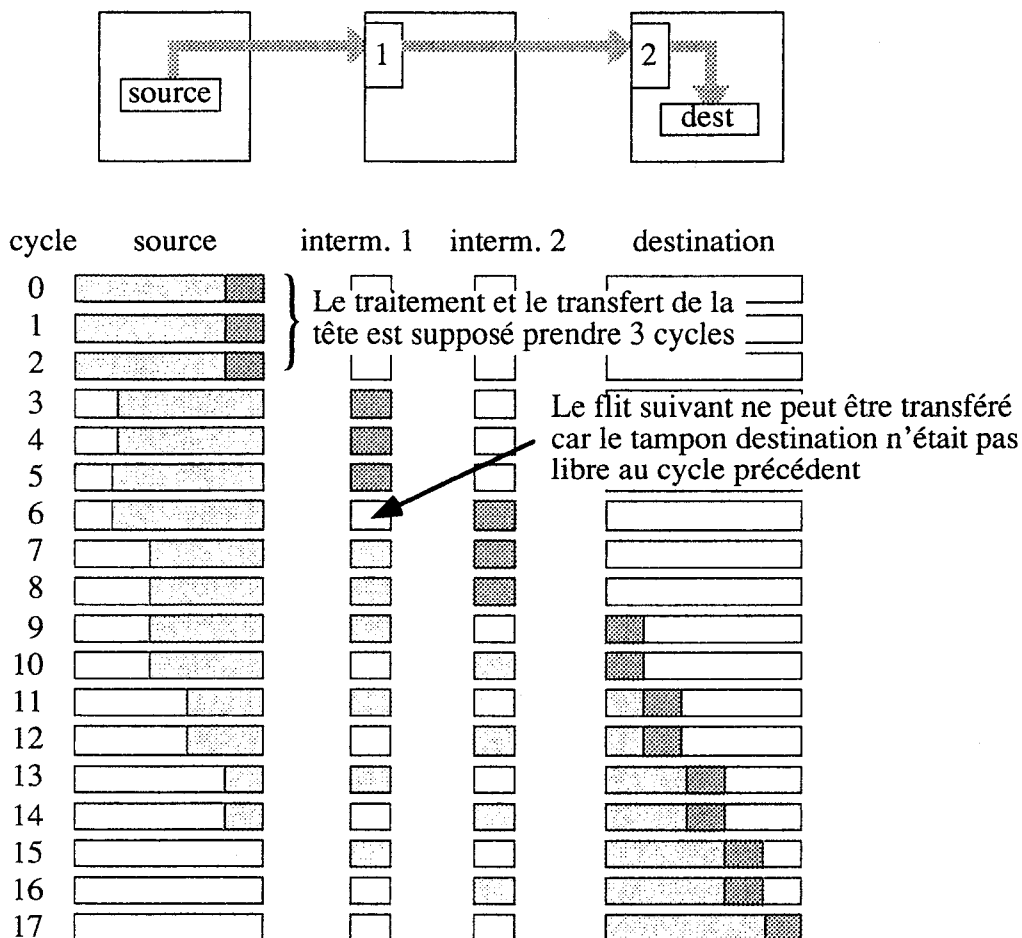 1
2
source
dest
cycle source interm. 1 interm. 2 destination
0
Le traitement et le transfert de la
1
tête est supposé prendre 3 cycles
2
3
Le flit suivant ne peut être transféré
4
car le tampon destination n'était pas
5
libre au cycle précédent
6
7
8
9
10
11
12
13
14
15
16
17